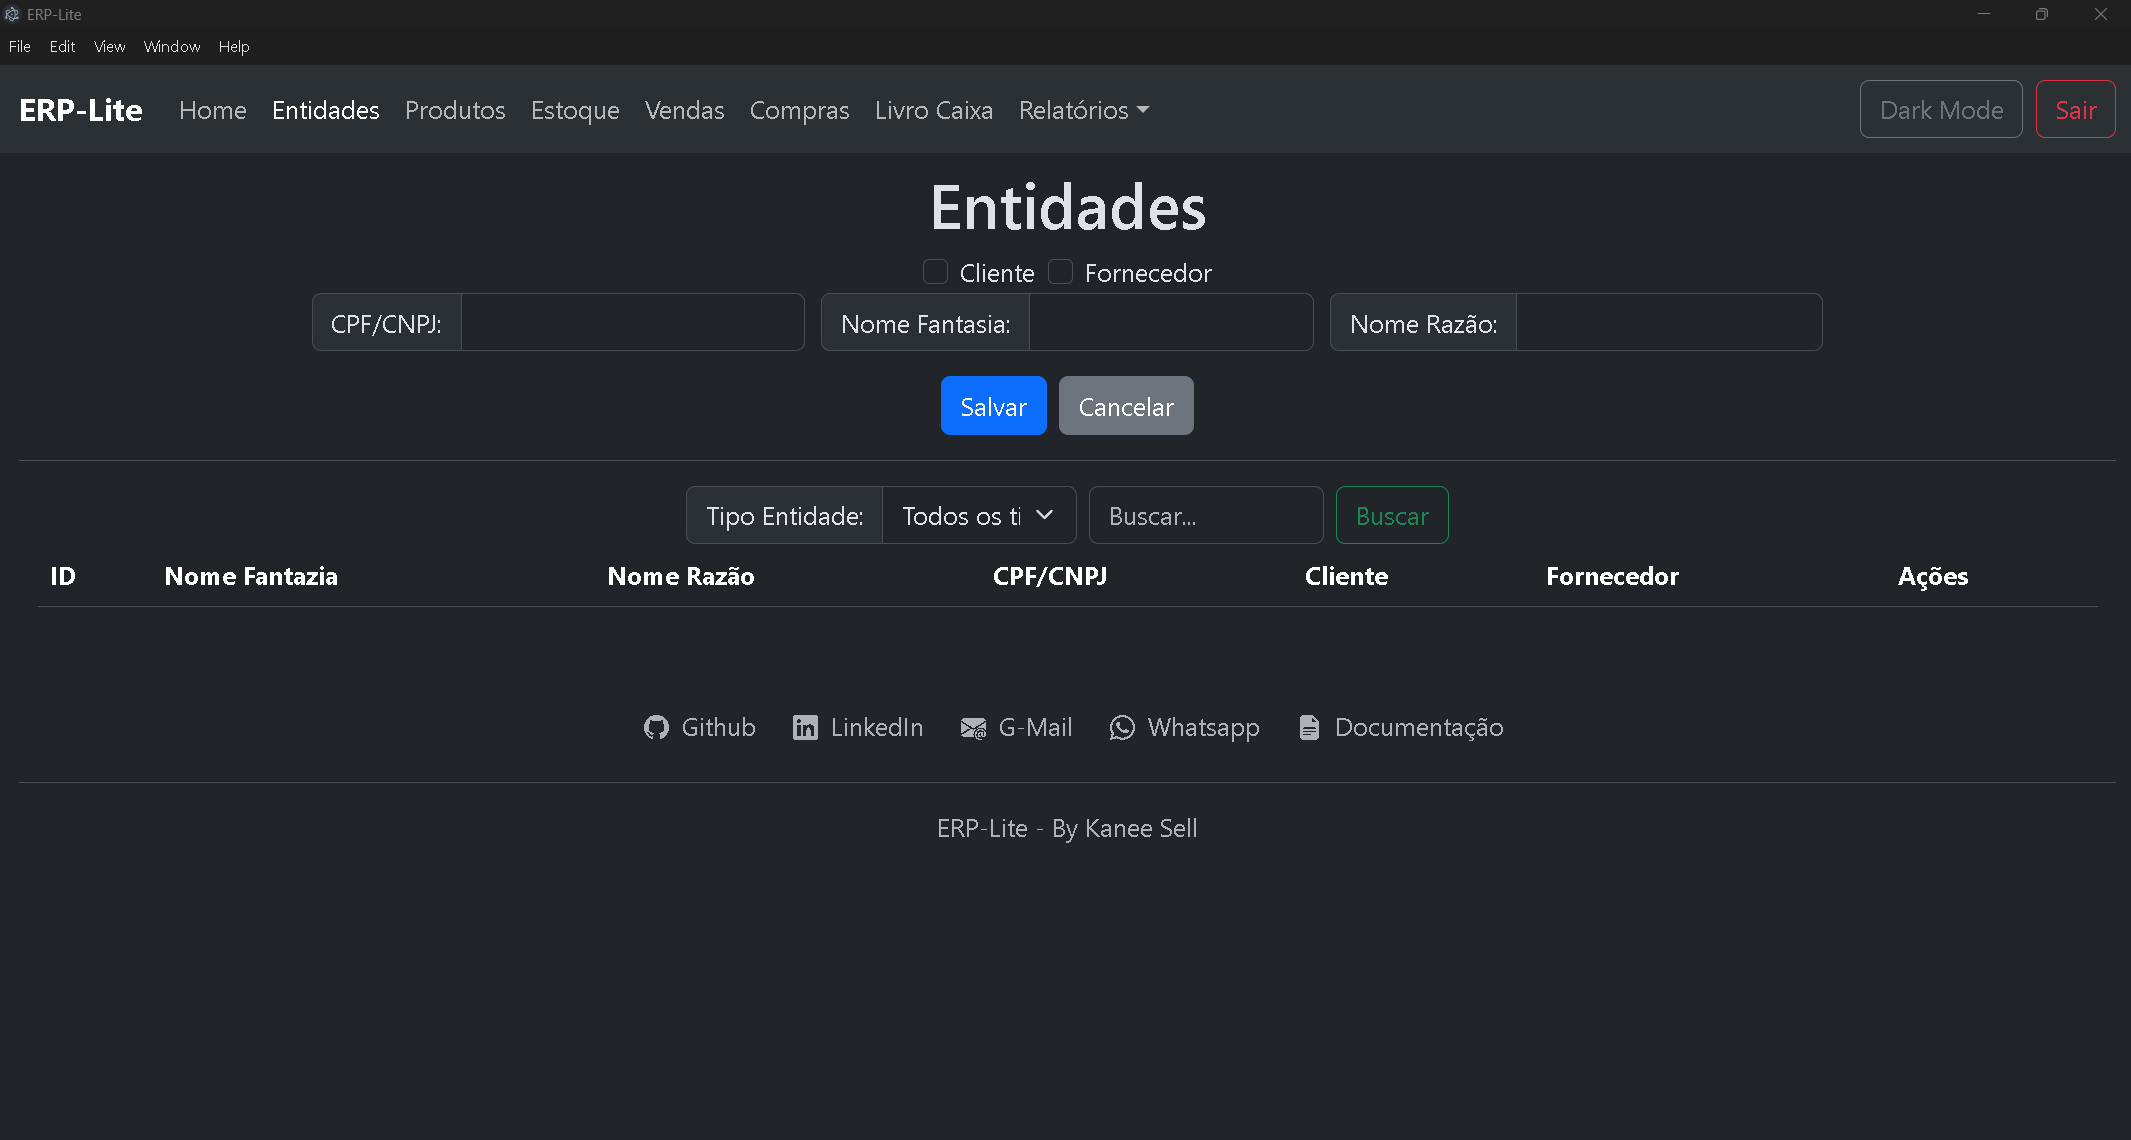 ERP-Lite
File Edit View Window Help
ERP-Lite Home Entidades Produtos Estoque Vendas Compras Livro Caixa Relatórios Dark Mode Sair
Entidades
Cliente Fornecedor
CPF/CNPJ: Nome Fantasia: Nome Razão:
Salvar Cancelar
Tipo Entidade: Todos os ti Buscar... Buscar
ID Nome Fantazia Nome Razão CPF/CNPJ Cliente Fornecedor Ações
Github LinkedIn G-Mail Whatsapp Documentação
ERP-Lite - By Kanee Sell